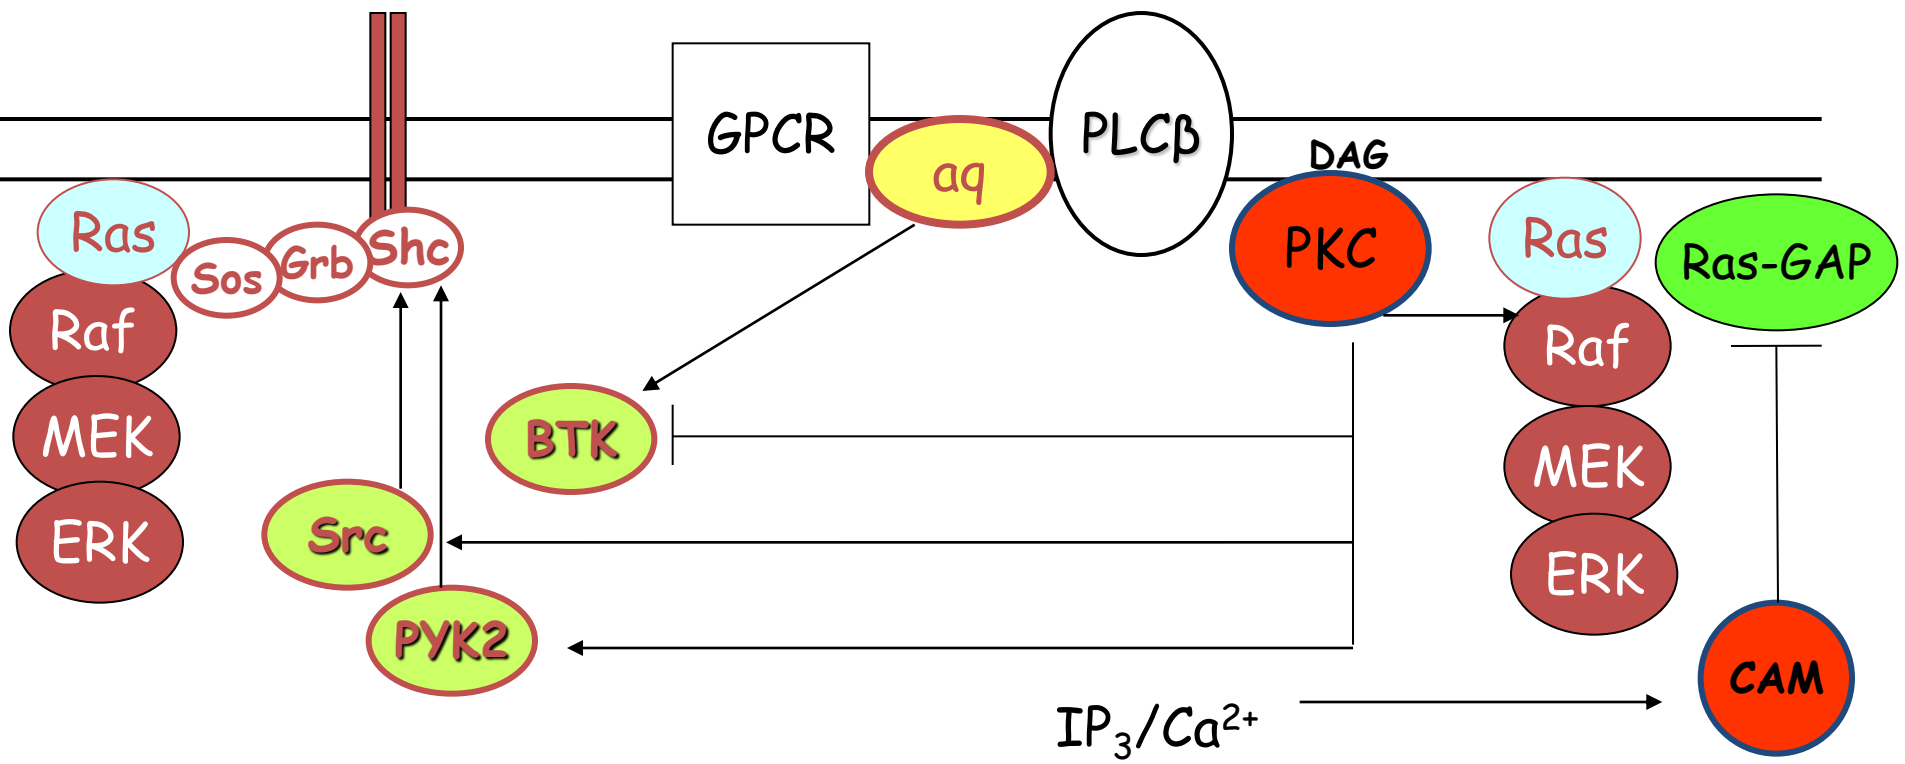 GPCR
PLCβ
DAG
aq
Ras
Sos
Grb
Shc
PKC
Ras
Ras-GAP
Raf
Raf
MEK
BTK
MEK
ERK
Src
ERK
PYK2
CAM
IP₃/Ca²⁺